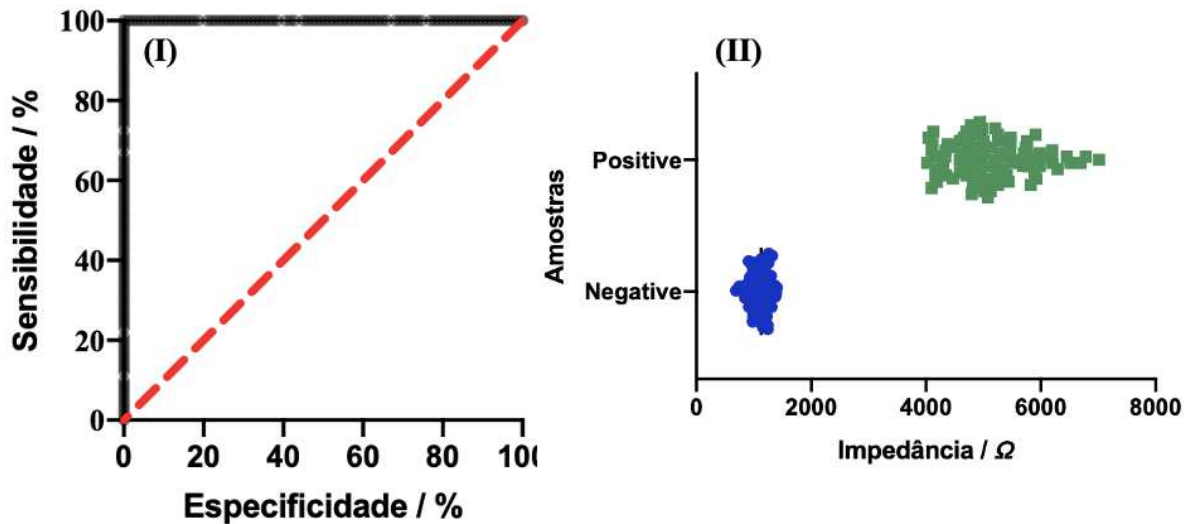 (I)
Sensibilidade / %
100
80
60
40
20
0
0 20 40 60 80
Especificidade / %
(II)
Amostras
Positive
Negative
0 2000 4000 6000 8000
Impedância / Ω